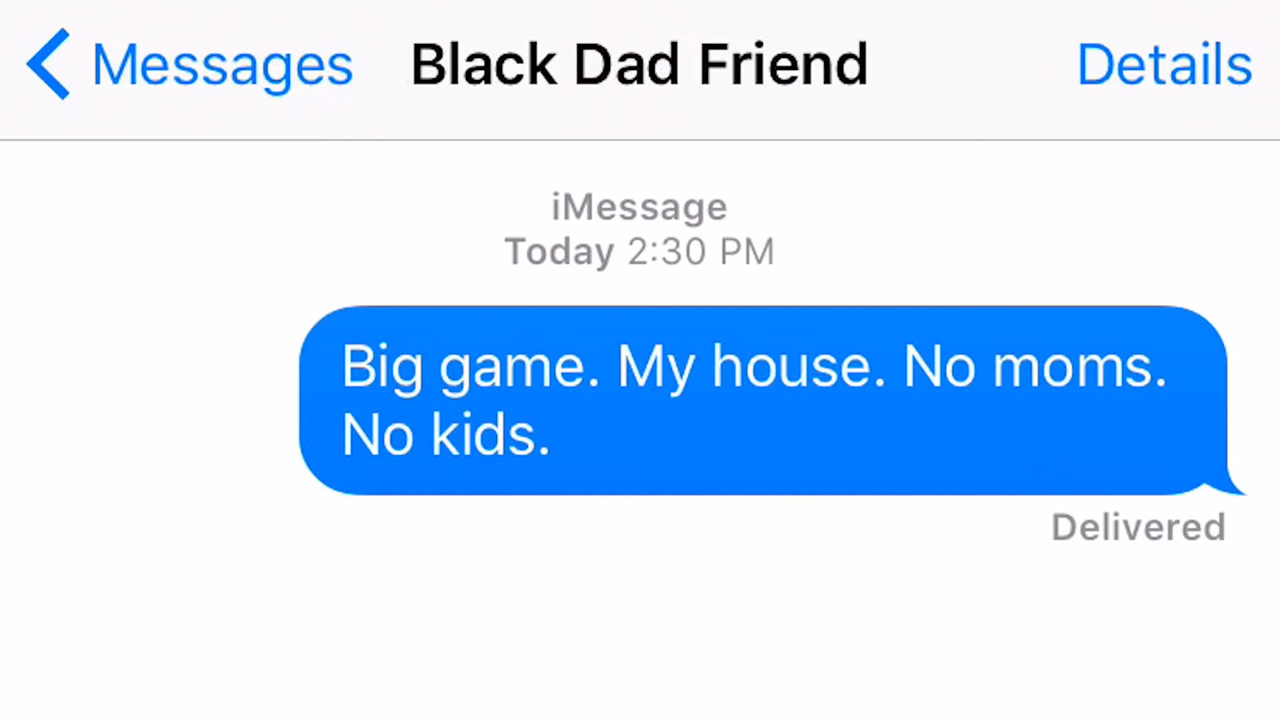 Messages Black Dad Friend Details
iMessage
Today 2:30 PM
Big game. My house. No moms.
No kids.
Delivered